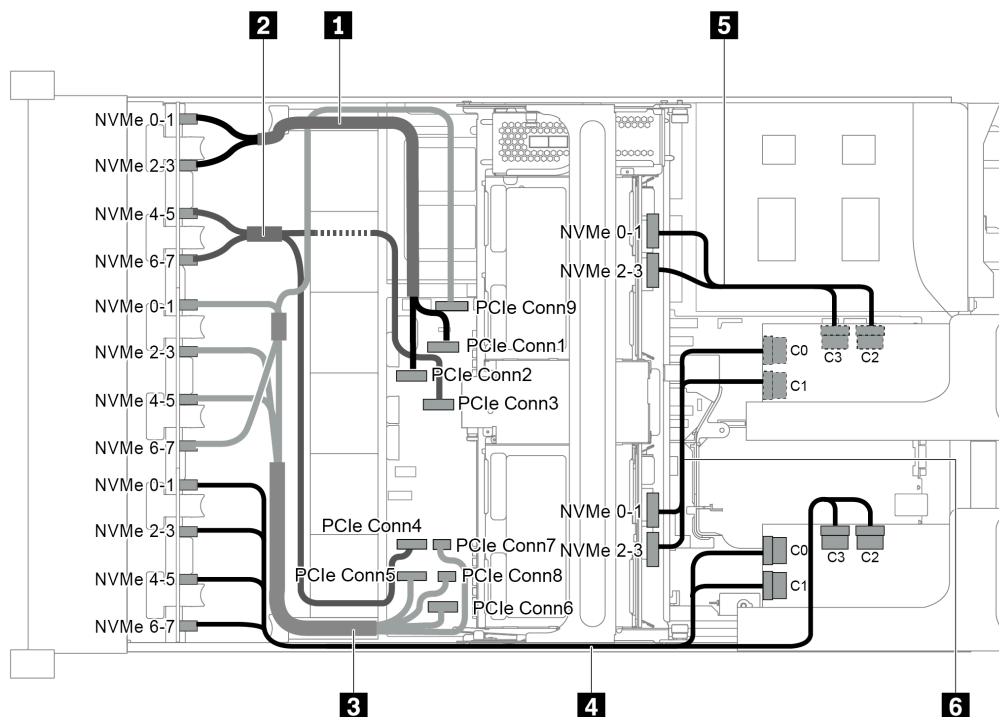 2
1
5
NVMe 0-1
NVMe 2-3
NVMe 4-5
NVMe 6-7
NVMe 0-1
NVMe 2-3
NVMe 4-5
NVMe 6-7
NVMe 0-1
NVMe 2-3
NVMe 4-5
NVMe 6-7
PCIe Conn9
PCIe Conn1
PCIe Conn2
PCIe Conn3
PCIe Conn4
PCIe Conn7
PCIe Conn5
PCIe Conn8
PCIe Conn6
NVMe 0-1
NVMe 2-3
NVMe 0-1
NVMe 2-3
C0
C3
C2
C1
C0
C3
C2
C1
3
4
6